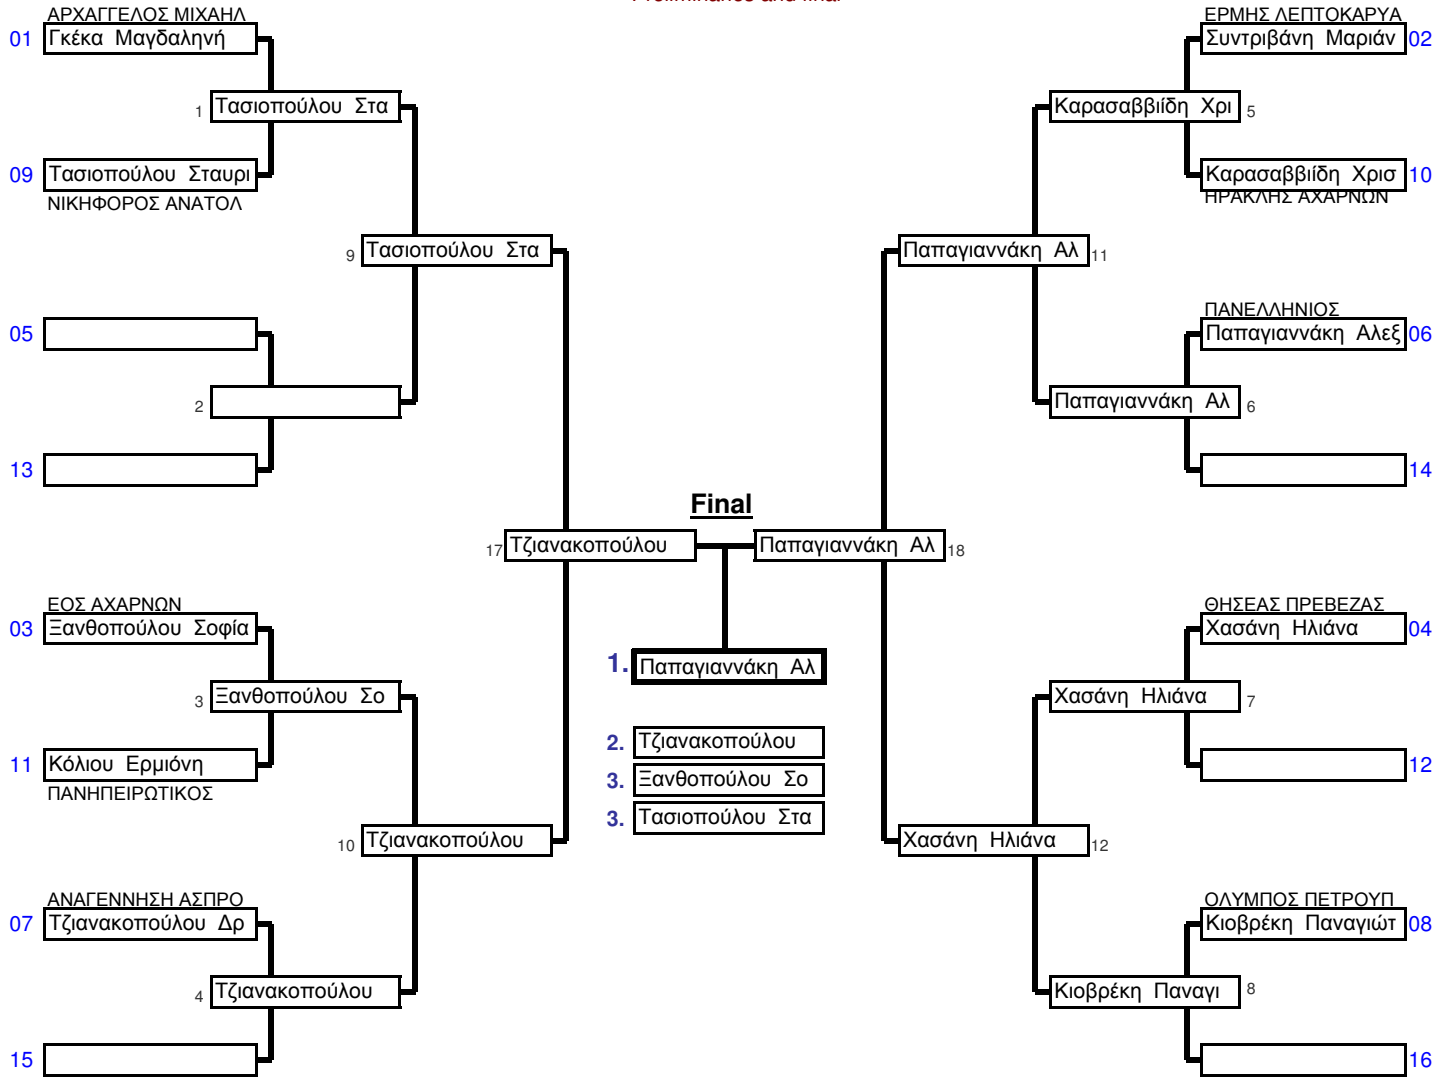 Preliminaries and final
ΑΡΧΑΓΓΕΛΟΣ ΜΙΧΑΗΛ
01 Γκέκα Μαγδαληνή
1 Τασιοπούλου Στα
09 Τασιοπούλου Σταυρι
ΝΙΚΗΦΟΡΟΣ ΑΝΑΤΟΛ
9 Τασιοπούλου Στα
05
2
13
17 Τζιανακοπούλου
ΕΟΣ ΑΧΑΡΝΩΝ
03 Ξανθοπούλου Σοφία
3 Ξανθοπούλου Σο
11 Κόλιου Ερμιόνη
ΠΑΝΗΠΕΙΡΩΤΙΚΟΣ
10 Τζιανακοπούλου
ΑΝΑΓΕΝΝΗΣΗ ΑΣΠΡΟ
07 Τζιανακοπούλου Δρ
4 Τζιανακοπούλου
15
Final
1. Παπαγιαννάκη Αλ
2. Τζιανακοπούλου
3. Ξανθοπούλου Σο
3. Τασιοπούλου Στα
ΕΡΜΗΣ ΛΕΠΤΟΚΑΡΥΑ
Συντριβάνη Μαριάν 02
Καρασαββιίδη Χρι 5
Καρασαββιίδη Χρισ 10
ΗΡΑΚΛΗΣ ΑΧΑΡΝΩΝ
Παπαγιαννάκη Αλ 11
ΠΑΝΕΛΛΗΝΙΟΣ
Παπαγιαννάκη Αλεξ 06
Παπαγιαννάκη Αλ 6
14
Παπαγιαννάκη Αλ 18
ΘΗΣΕΑΣ ΠΡΕΒΕΖΑΣ
Χασάνη Ηλιάνα 04
Χασάνη Ηλιάνα 7
12
Χασάνη Ηλιάνα 12
ΟΛΥΜΠΟΣ ΠΕΤΡΟΥΠ
Κιοβρέκη Παναγιώτ 08
Κιοβρέκη Παναγι 8
16